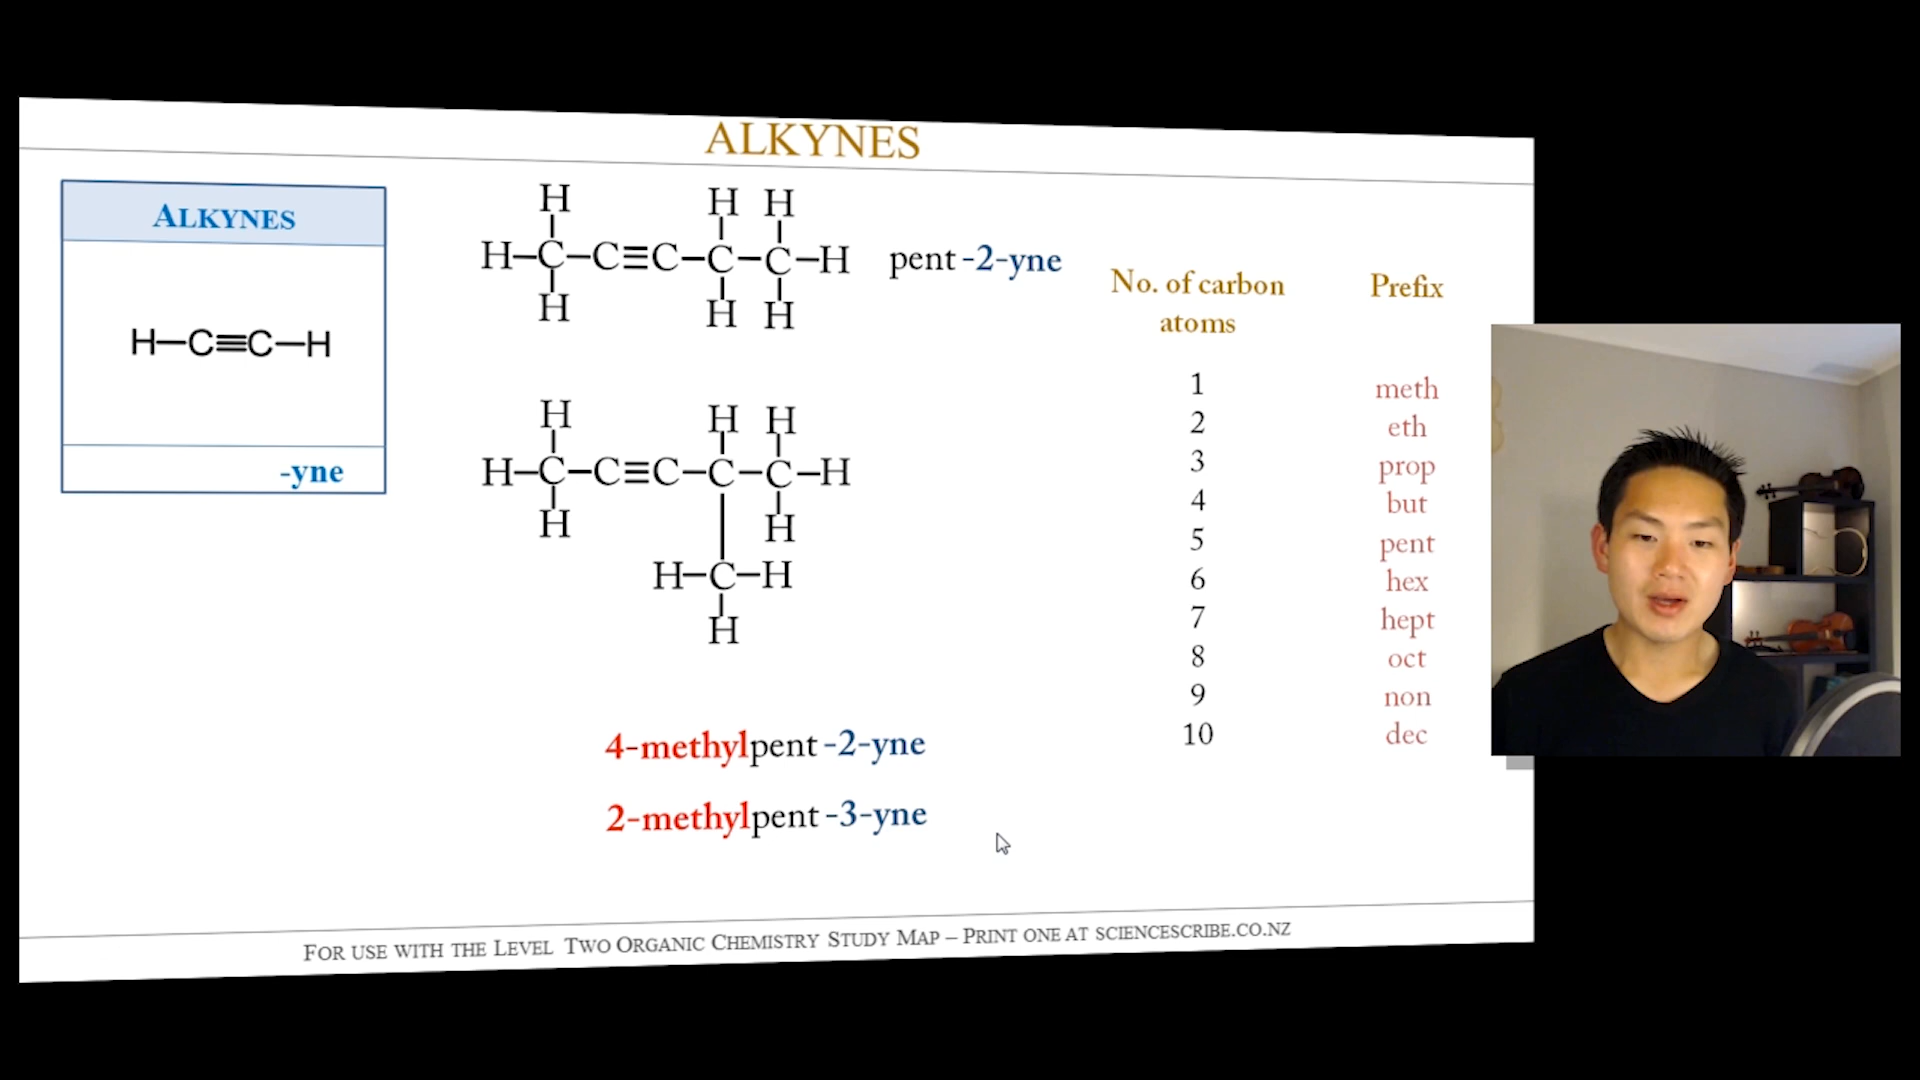 ALKYNES
ALKYNES
H–C≡C–H
-yne
H H H
H–C–C≡C–C–C–H pent-2-yne
H H H
H H H
H–C–C≡C–C–C–H
H H
H–C–H
H
4-methylpent-2-yne
2-methylpent-3-yne
No. of carbon atoms Prefix
1 meth
2 eth
3 prop
4 but
5 pent
6 hex
7 hept
8 oct
9 non
10 dec
FOR USE WITH THE LEVEL TWO ORGANIC CHEMISTRY STUDY MAP – PRINT ONE AT SCIENCESCRIBE.CO.NZ